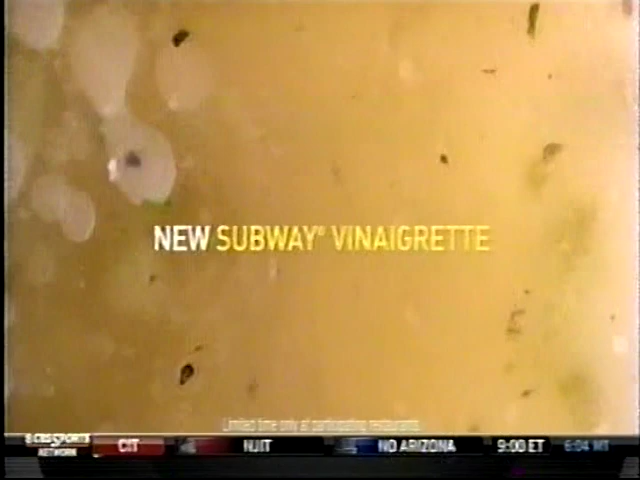 NEW SUBWAY® VINAIGRETTE
Limited time only at participating restaurants.
CBS SPORTS NETWORK CIT NJIT NO ARIZONA 9:00 ET 6:04 MT